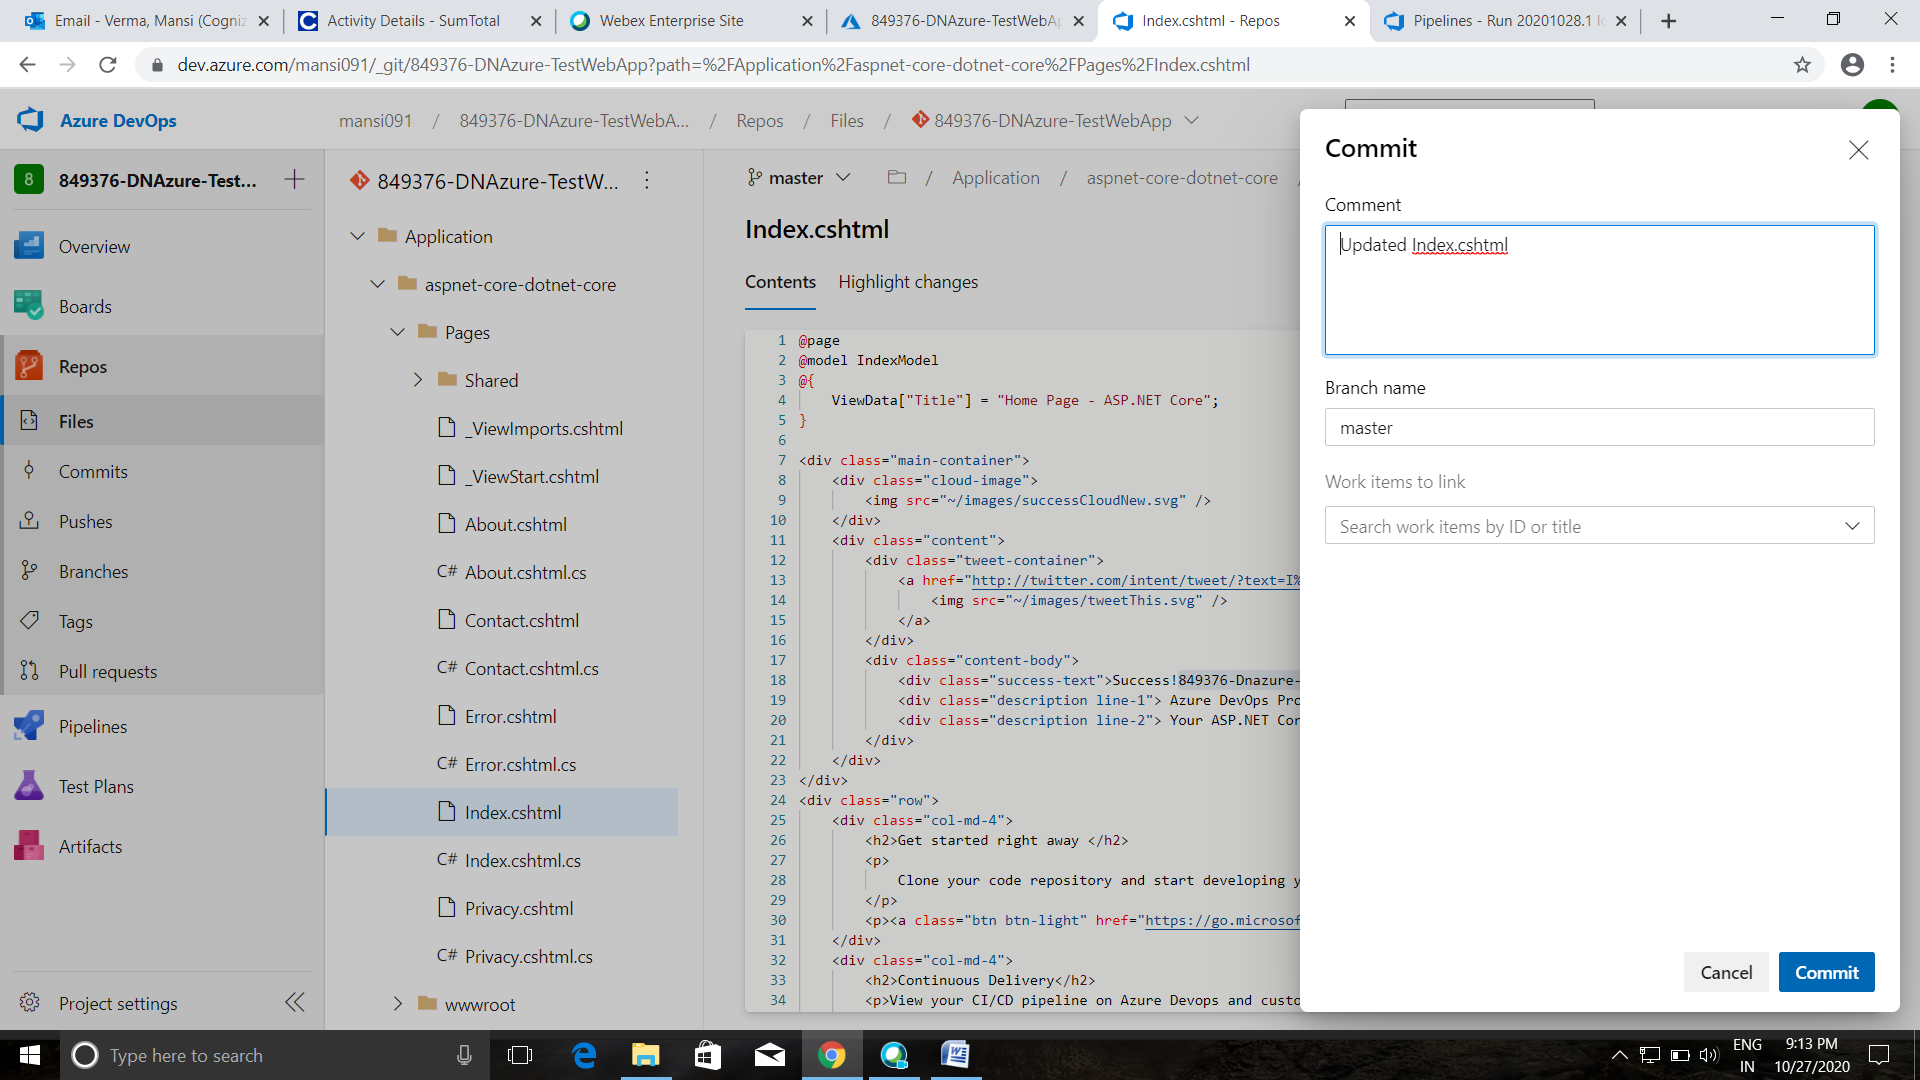 Email - Verma, Mansi (Cogniz
Activity Details - SumTotal
Webex Enterprise Site
849376-DNAzure-TestWebAp
Index.cshtml - Repos
Pipelines - Run 20201028.1
dev.azure.com/mansi091/_git/849376-DNAzure-TestWebApp?path=%2FApplication%2Faspnet-core-dotnet-core%2FPages%2FIndex.cshtml
Azure DevOps
mansi091 / 849376-DNAzure-TestWebA... / Repos / Files / 849376-DNAzure-TestWebApp
8 849376-DNAzure-Test...
Overview
Boards
Repos
Files
Commits
Pushes
Branches
Tags
Pull requests
Pipelines
Test Plans
Artifacts
Project settings
849376-DNAzure-TestW...
Application
aspnet-core-dotnet-core
Pages
Shared
_ViewImports.cshtml
_ViewStart.cshtml
About.cshtml
C# About.cshtml.cs
Contact.cshtml
C# Contact.cshtml.cs
Error.cshtml
C# Error.cshtml.cs
Index.cshtml
C# Index.cshtml.cs
Privacy.cshtml
C# Privacy.cshtml.cs
wwwroot
master / Application / aspnet-core-dotnet-core /
Index.cshtml
Contents Highlight changes
1 @page
2 @model IndexModel
3 @{
4 ViewData["Title"] = "Home Page - ASP.NET Core";
5 }
6
7 <div class="main-container">
8 <div class="cloud-image">
9 <img src="~/images/successCloudNew.svg" />
10 </div>
11 <div class="content">
12 <div class="tweet-container">
13 <a href="http://twitter.com/intent/tweet/?text=I%
14 <img src="~/images/tweetThis.svg" />
15 </a>
16 </div>
17 <div class="content-body">
18 <div class="success-text">Success!849376-Dnazure-
19 <div class="description line-1"> Azure DevOps Pro
20 <div class="description line-2"> Your ASP.NET Cor
21 </div>
22 </div>
23 </div>
24 <div class="row">
25 <div class="col-md-4">
26 <h2>Get started right away </h2>
27 <p>
28 Clone your code repository and start developing y
29 </p>
30 <p><a class="btn btn-light" href="https://go.microsof
31 </div>
32 <div class="col-md-4">
33 <h2>Continuous Delivery</h2>
34 <p>View your CI/CD pipeline on Azure Devops and custo
Commit
Comment
Updated Index.cshtml
Branch name
master
Work items to link
Search work items by ID or title
Cancel
Commit
Type here to search
ENG
IN
9:13 PM
10/27/2020